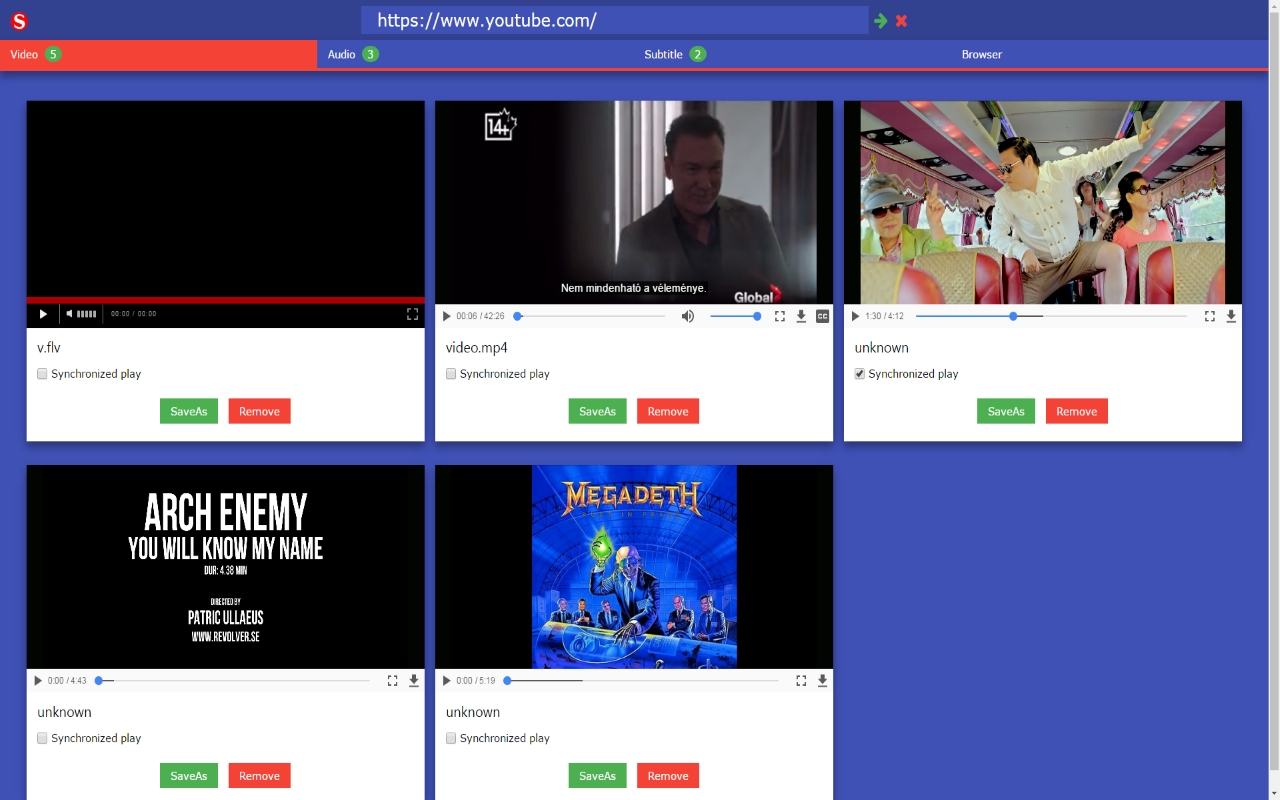 S
https://www.youtube.com/
Video 5
Audio 3
Subtitle 2
Browser
00:00 / 00:00
v.flv
Synchronized play
SaveAs
Remove
14+
Nem mindenható a véleménye.
Global
00:06 / 42:26
CC
video.mp4
Synchronized play
SaveAs
Remove
1:30 / 4:12
unknown
Synchronized play
SaveAs
Remove
ARCH ENEMY
YOU WILL KNOW MY NAME
DUR: 4.38 MIN
DIRECTED BY
PATRIC ULLAEUS
WWW.REVOLVER.SE
0:00 / 4:43
unknown
Synchronized play
SaveAs
Remove
MEGADETH
0:00 / 5:19
unknown
Synchronized play
SaveAs
Remove